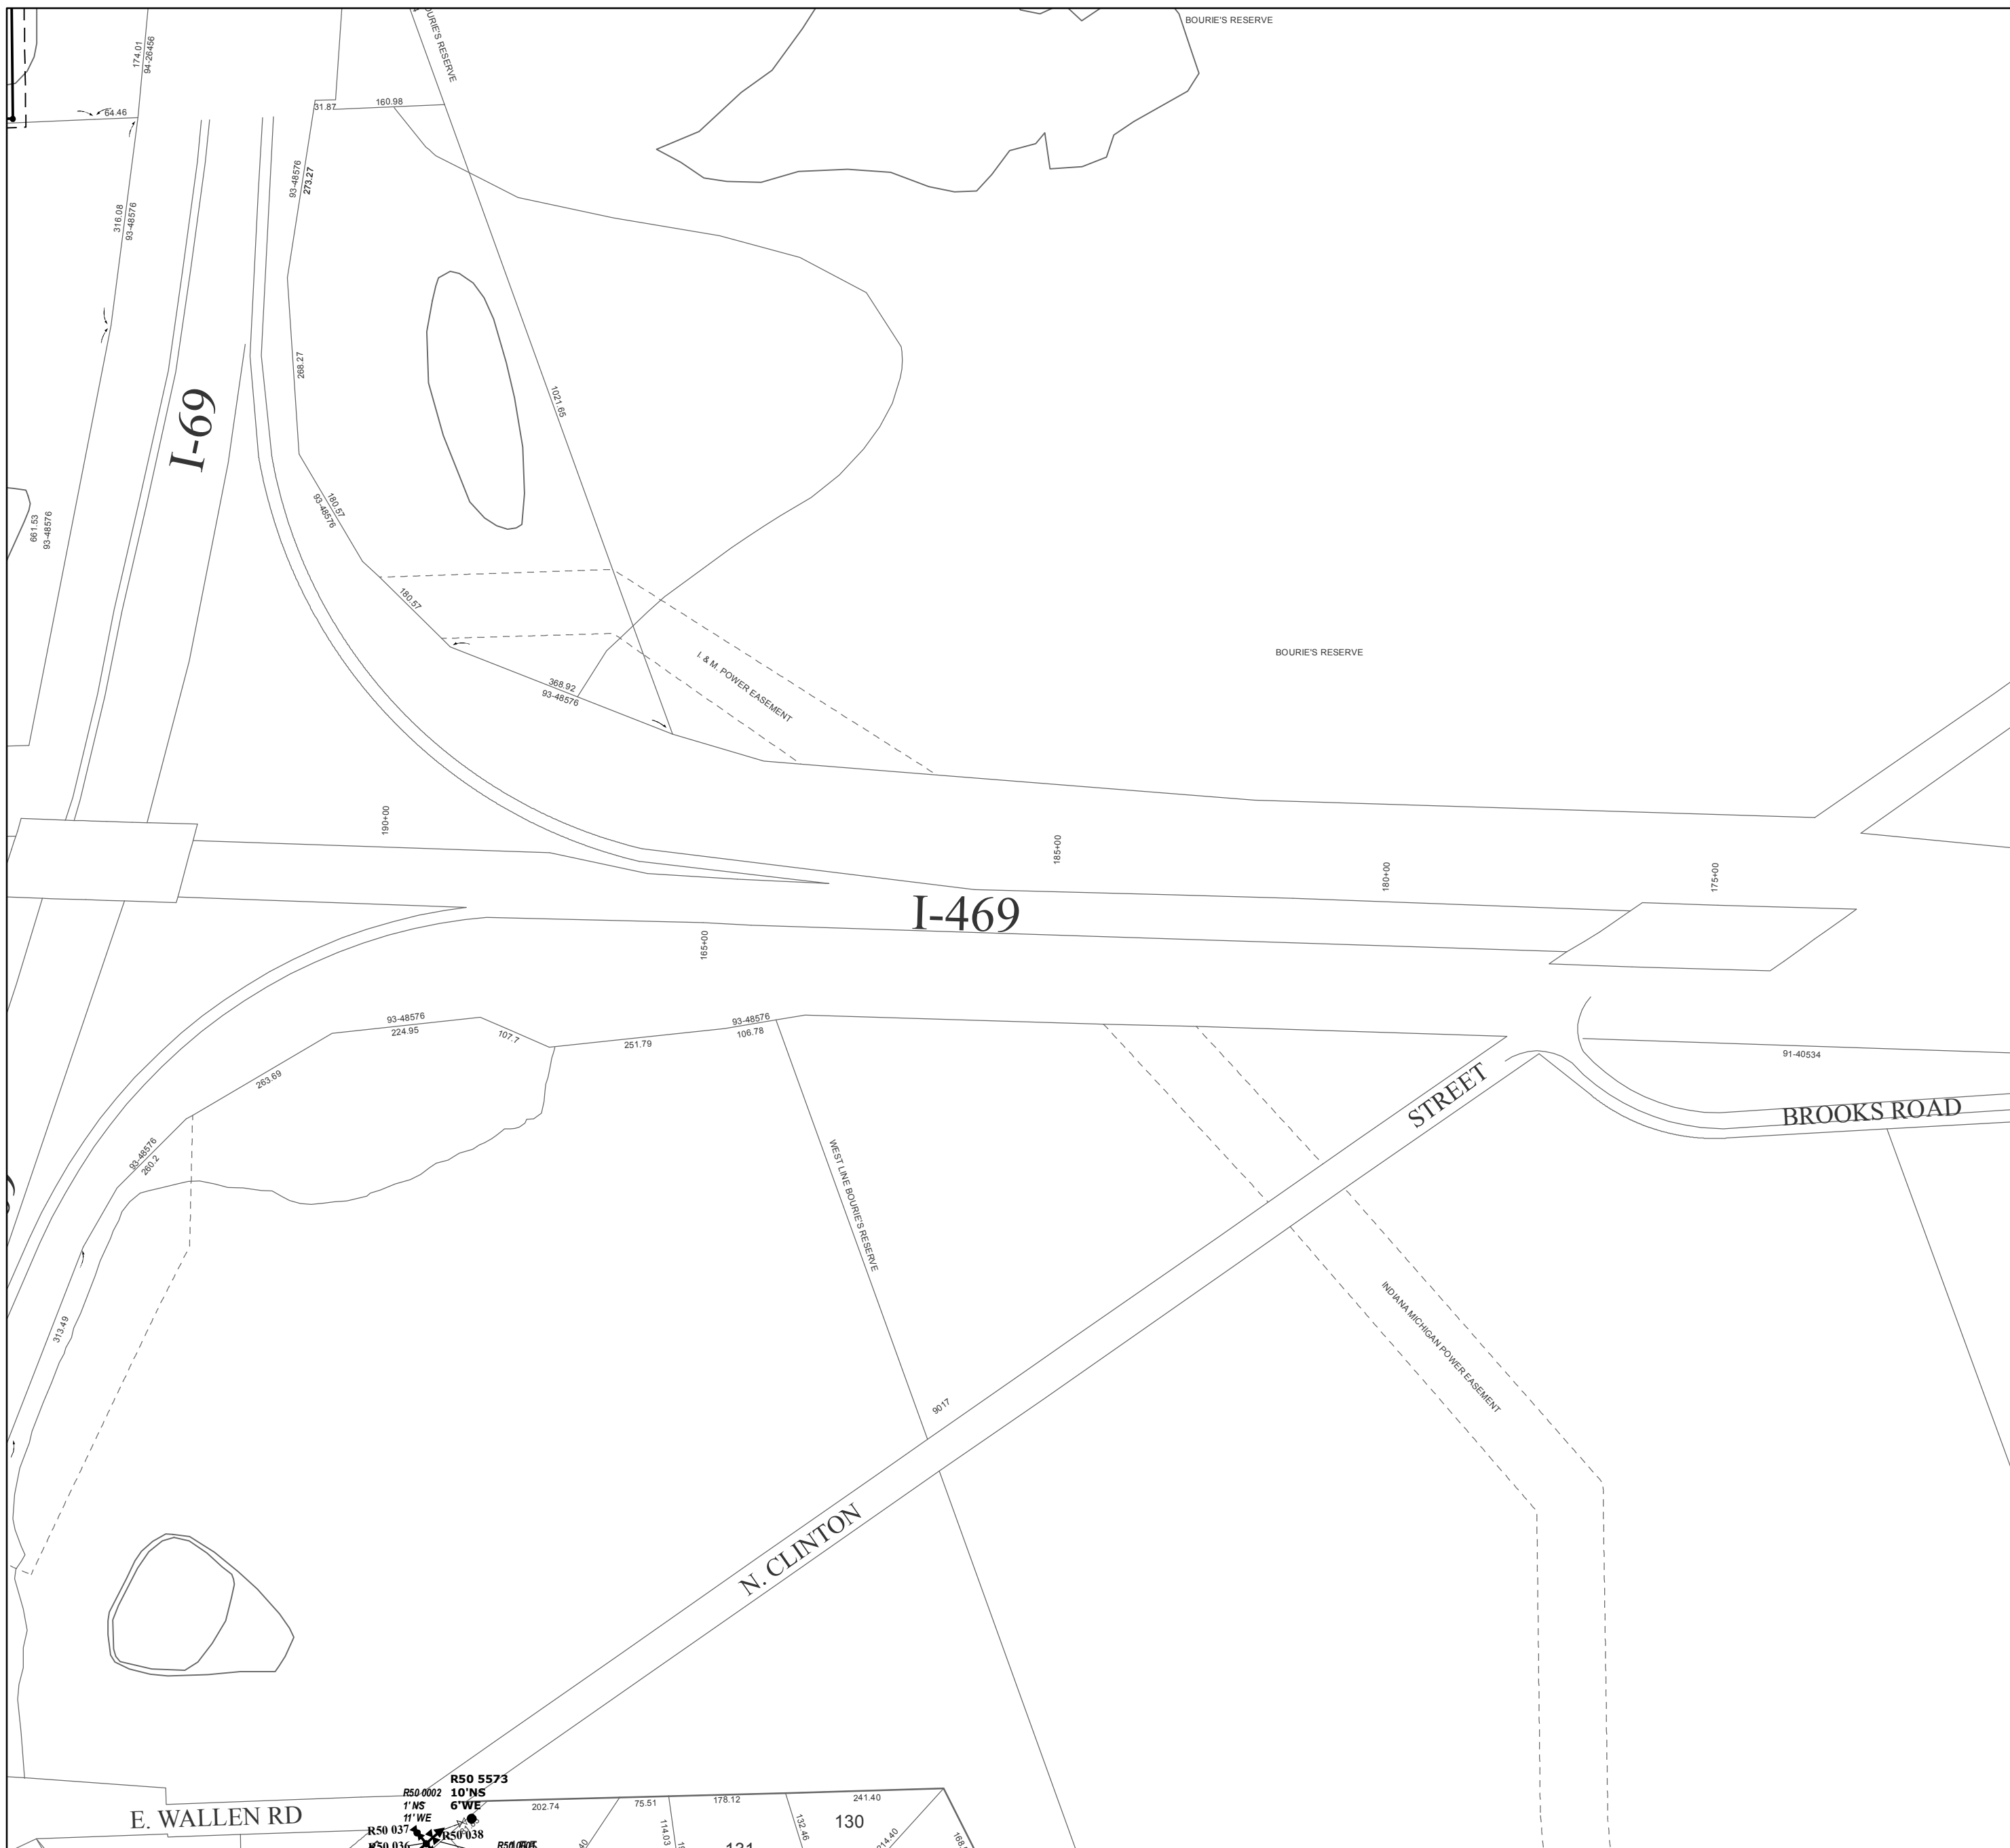 BOURIE'S RESERVE
BOURIE'S RESERVE
174.01
94-26456
64.46
31.87
160.98
93-48576
273.27
316.08
93-48576
268.27
1021.65
I-69
180.57
93-48576
661.53
93-48576
180.57
I. & M. POWER EASEMENT
BOURIE'S RESERVE
368.92
93-48576
190+00
185+00
180+00
175+00
I-469
165+00
93-48576
224.95
107.7
251.79
93-48576
106.78
263.69
91-40534
STREET
BROOKS ROAD
93-48576
260.2
WEST LINE BOURIE'S RESERVE
313.49
INDIANA MICHIGAN POWER EASEMENT
9017
N. CLINTON
E. WALLEN RD
R50 0002
1' NS
11' WE
R50 5573
10'NS
6'WE
R50 037
R50 038
R50 036
202.74
75.51
178.12
241.40
114.03
132.46
130
214.40